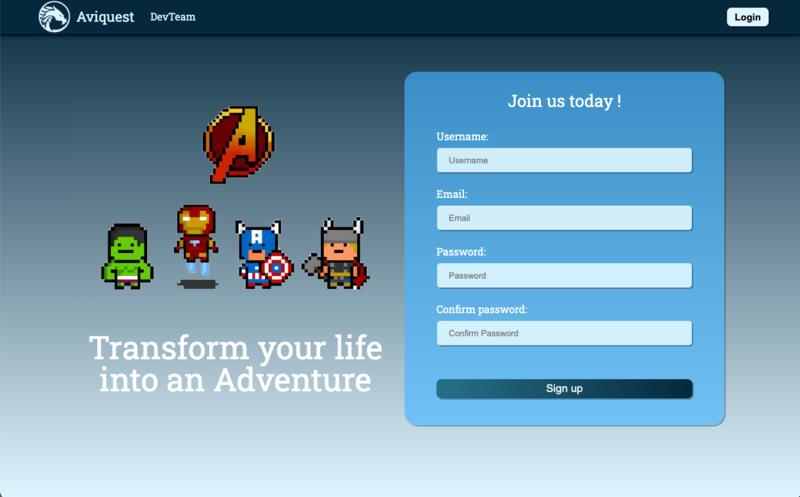 Aviquest
DevTeam
Login
Transform your life
into an Adventure
Join us today !
Username:
Username
Email:
Email
Password:
Password
Confirm password:
Confirm Password
Sign up